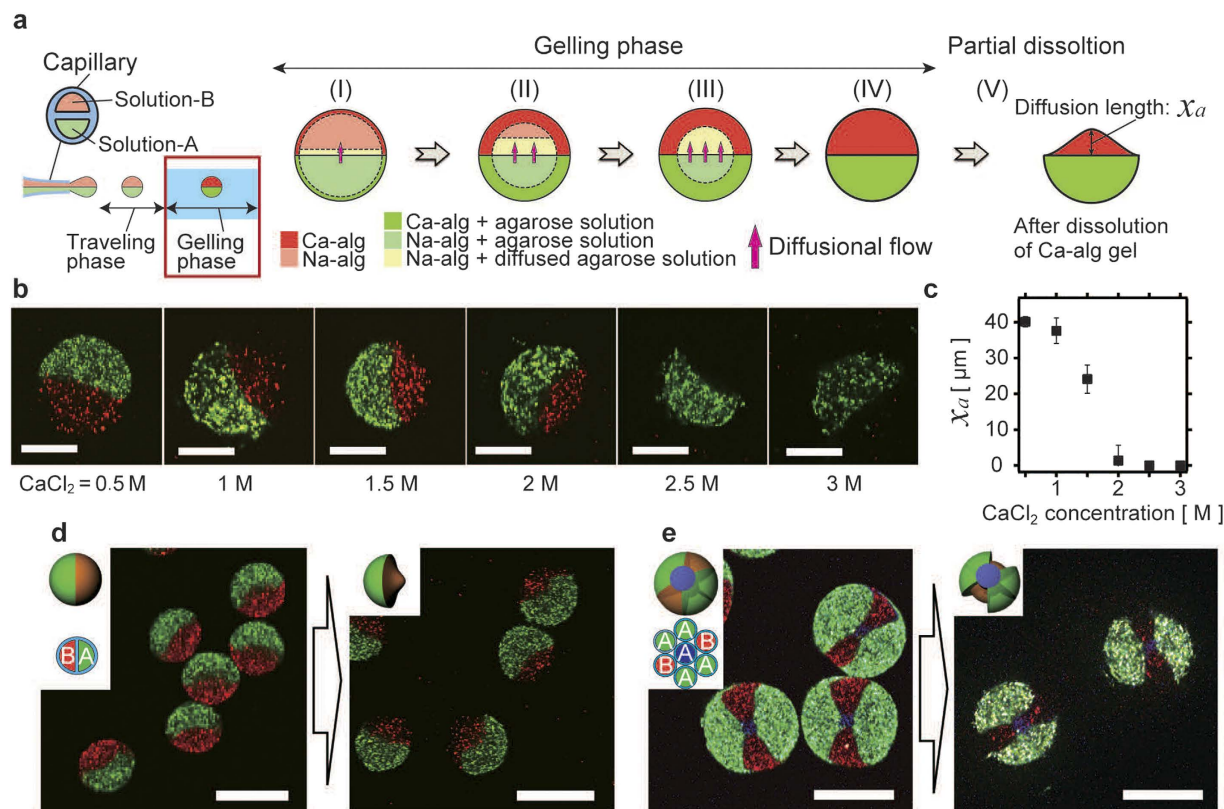 a
Gelling phase
Partial dissoltion
Capillary
Solution-B
Solution-A
(I)
(II)
(III)
(IV)
(V)
Diffusion length: xa
Traveling
phase
Gelling
phase
Ca-alg
Na-alg
Ca-alg + agarose solution
Na-alg + agarose solution
Na-alg + diffused agarose solution
Diffusional flow
After dissolution
of Ca-alg gel
b
CaCl2 = 0.5 M
1 M
1.5 M
2 M
2.5 M
3 M
c
xa [ µm ]
40
30
20
10
0
1
2
3
CaCl2 concentration [ M ]
d
B A
e
A
A B
A
B A
A